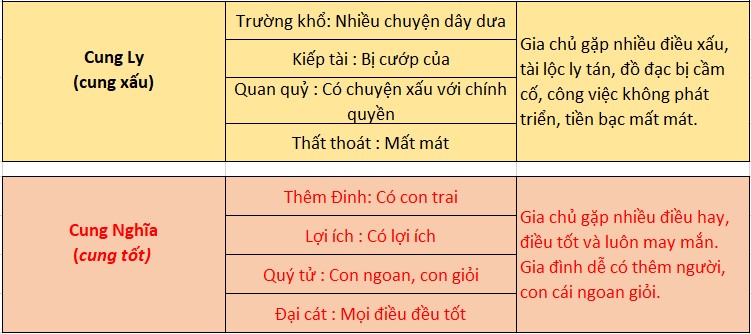 Cung Ly
(cung xấu)
Trường khổ: Nhiều chuyện dây dưa
Kiếp tài : Bị cướp của
Quan quỷ : Có chuyện xấu với chính
quyền
Thất thoát : Mất mát
Gia chủ gặp nhiều điều xấu,
tài lộc ly tán, đồ đạc bị cầm
cố, công việc không phát
triển, tiền bạc mất mát.
Cung Nghĩa
(cung tốt)
Thêm Đinh: Có con trai
Lợi ích : Có lợi ích
Quý tử : Con ngoan, con giỏi
Đại cát : Mọi điều đều tốt
Gia chủ gặp nhiều điều hay,
điều tốt và luôn may mắn.
Gia đình dễ có thêm người,
con cái ngoan giỏi.